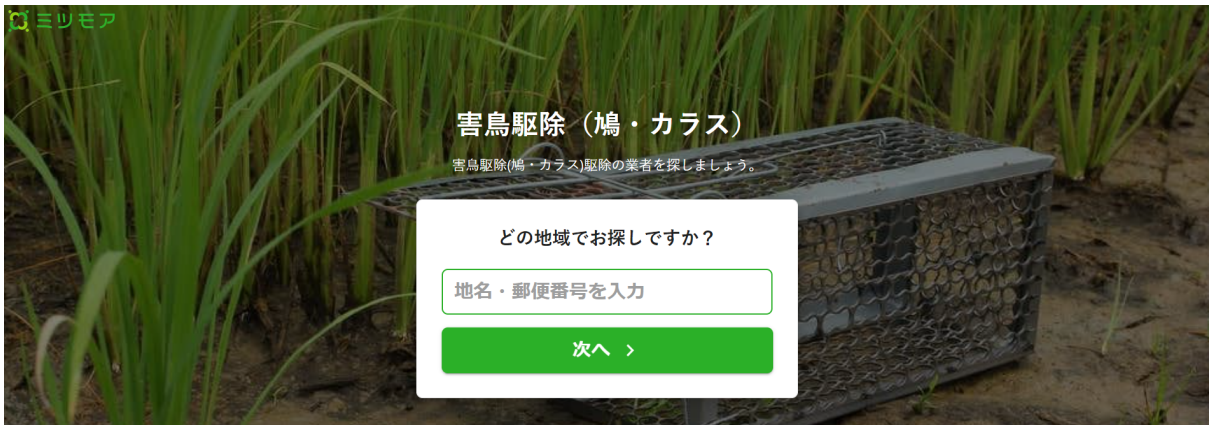 ミツモア
害鳥駆除（鳩・カラス）
害鳥駆除(鳩・カラス)駆除の業者を探しましょう。
どの地域でお探しですか？
地名・郵便番号を入力
次へ